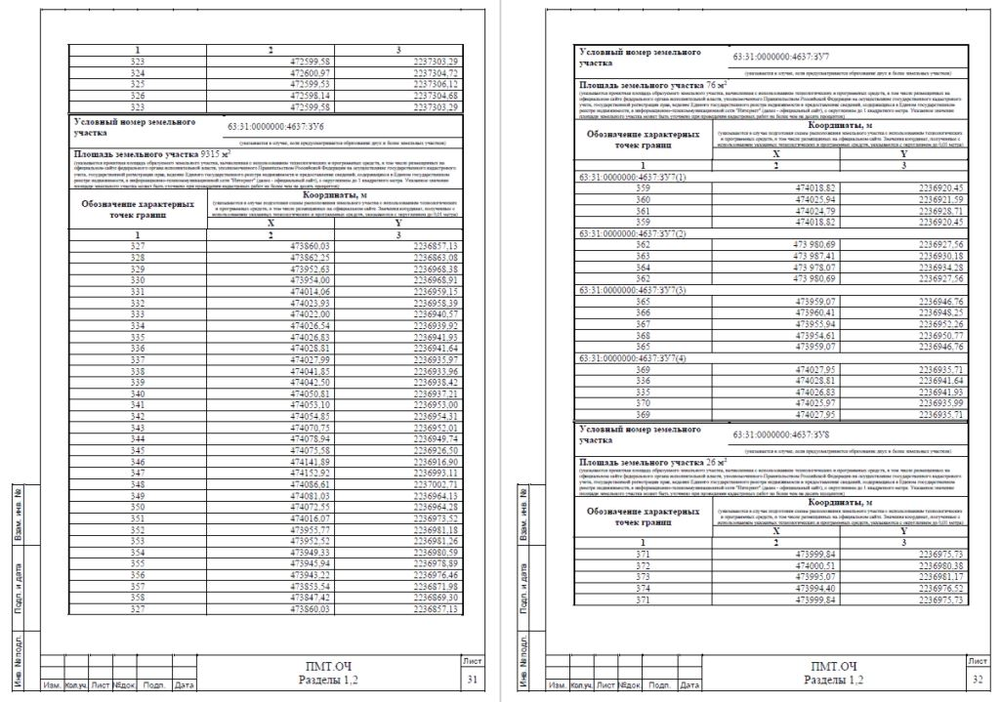 1 2 3
323 472599,58 2237303,29
324 472600,97 2237304,72
325 472599,53 2237306,12
326 472598,14 2237304,68
323 472599,58 2237303,29
Условный номер земельного участка 63:31:0000000:4637:ЗУ6
(указывается в случае, если предусматривается образование двух и более земельных участков)
Площадь земельного участка 9315 м²
(указывается проектная площадь образуемого земельного участка, вычисленная с использованием технологических и программных средств, в том числе размещенных на
официальном сайте федерального органа исполнительной власти, уполномоченного Правительством Российской Федерации на осуществление государственного кадастрового
учета, государственной регистрации прав, ведение Единого государственного реестра недвижимости и предоставление сведений, содержащихся в Едином государственном
реестре недвижимости, в информационно-телекоммуникационной сети "Интернет" (далее - официальный сайт), с округлением до 1 квадратного метра. Указанное значение
площади земельного участка может быть уточнено при проведении кадастровых работ не более чем на десять процентов)
Обозначение характерных точек границ
Координаты, м
(указываются в случае подготовки схемы расположения земельного участка с использованием технологических
и программных средств, в том числе размещенных на официальном сайте. Значения координат, полученные с
использованием указанных технологических и программных средств, указываются с округлением до 0,01 метра)
X Y
1 2 3
327 473860,03 2236857,13
328 473862,25 2236863,08
329 473952,63 2236968,38
330 473954,00 2236968,91
331 474014,06 2236959,15
332 474023,93 2236958,39
333 474022,00 2236940,57
334 474026,54 2236939,92
335 474026,83 2236941,93
336 474028,81 2236941,64
337 474027,99 2236935,97
338 474041,85 2236933,96
339 474042,50 2236938,42
340 474050,81 2236937,21
341 474053,10 2236953,00
342 474054,85 2236954,31
343 474070,75 2236952,01
344 474078,94 2236949,74
345 474075,58 2236926,50
346 474141,89 2236916,90
347 474152,92 2236993,11
348 474086,61 2237002,71
349 474081,03 2236964,13
350 474072,55 2236964,28
351 474016,07 2236973,52
352 473955,77 2236981,18
353 473952,52 2236981,26
354 473949,33 2236980,59
355 473945,94 2236978,89
356 473943,22 2236976,46
357 473853,54 2236871,98
358 473847,42 2236869,30
327 473860,03 2236857,13
Взам. инв. №
Подп. и дата
Инв. № подл.
Изм. Кол.уч. Лист №док. Подп. Дата
ПМТ.ОЧ
Разделы 1,2
Лист
31
Условный номер земельного участка 63:31:0000000:4637:ЗУ7
(указывается в случае, если предусматривается образование двух и более земельных участков)
Площадь земельного участка 76 м²
(указывается проектная площадь образуемого земельного участка, вычисленная с использованием технологических и программных средств, в том числе размещенных на
официальном сайте федерального органа исполнительной власти, уполномоченного Правительством Российской Федерации на осуществление государственного кадастрового
учета, государственной регистрации прав, ведение Единого государственного реестра недвижимости и предоставление сведений, содержащихся в Едином государственном
реестре недвижимости, в информационно-телекоммуникационной сети "Интернет" (далее - официальный сайт), с округлением до 1 квадратного метра. Указанное значение
площади земельного участка может быть уточнено при проведении кадастровых работ не более чем на десять процентов)
Обозначение характерных точек границ
Координаты, м
(указываются в случае подготовки схемы расположения земельного участка с использованием технологических
и программных средств, в том числе размещенных на официальном сайте. Значения координат, полученные с
использованием указанных технологических и программных средств, указываются с округлением до 0,01 метра)
X Y
1 2 3
63:31:0000000:4637:ЗУ7(1)
359 474018,82 2236920,45
360 474025,94 2236921,59
361 474024,79 2236928,71
359 474018,82 2236920,45
63:31:0000000:4637:ЗУ7(2)
362 473 980,69 2236927,56
363 473 987,41 2236930,18
364 473 978,07 2236934,28
362 473 980,69 2236927,56
63:31:0000000:4637:ЗУ7(3)
365 473959,07 2236946,76
366 473960,41 2236948,25
367 473955,94 2236952,26
368 473954,61 2236950,77
365 473959,07 2236946,76
63:31:0000000:4637:ЗУ7(4)
369 474027,95 2236935,71
336 474028,81 2236941,64
335 474026,83 2236941,93
370 474025,97 2236935,99
369 474027,95 2236935,71
Условный номер земельного участка 63:31:0000000:4637:ЗУ8
(указывается в случае, если предусматривается образование двух и более земельных участков)
Площадь земельного участка 26 м²
(указывается проектная площадь образуемого земельного участка, вычисленная с использованием технологических и программных средств, в том числе размещенных на
официальном сайте федерального органа исполнительной власти, уполномоченного Правительством Российской Федерации на осуществление государственного кадастрового
учета, государственной регистрации прав, ведение Единого государственного реестра недвижимости и предоставление сведений, содержащихся в Едином государственном
реестре недвижимости, в информационно-телекоммуникационной сети "Интернет" (далее - официальный сайт), с округлением до 1 квадратного метра. Указанное значение
площади земельного участка может быть уточнено при проведении кадастровых работ не более чем на десять процентов)
Обозначение характерных точек границ
Координаты, м
(указываются в случае подготовки схемы расположения земельного участка с использованием технологических
и программных средств, в том числе размещенных на официальном сайте. Значения координат, полученные с
использованием указанных технологических и программных средств, указываются с округлением до 0,01 метра)
X Y
1 2 3
371 473999,84 2236975,73
372 474000,51 2236980,38
373 473995,07 2236981,17
374 473994,40 2236976,52
371 473999,84 2236975,73
Взам. инв. №
Подп. и дата
Инв. № подл.
Изм. Кол.уч. Лист №док. Подп. Дата
ПМТ.ОЧ
Разделы 1,2
Лист
32